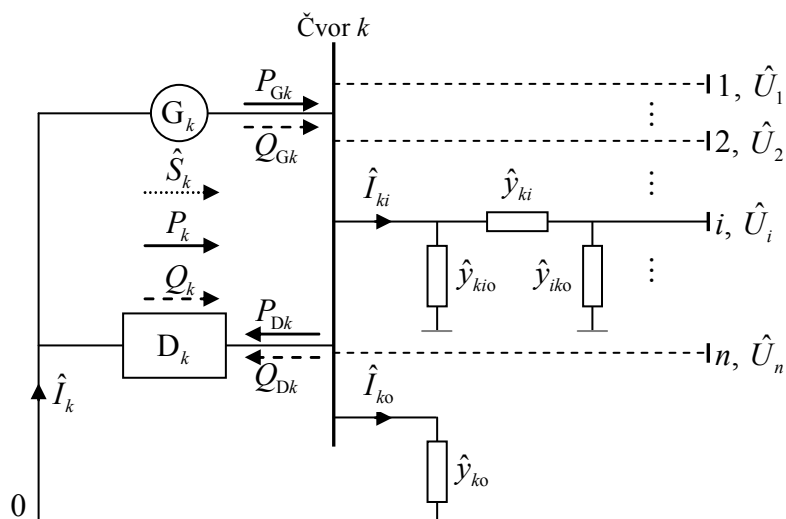 Čvor k
P_Gk
G_k
Q_Gk
1, Û_1
⋮
2, Û_2
Ŝ_k
⋮
Î_ki
ŷ_ki
P_k
i, Û_i
Q_k
ŷ_kio
ŷ_iko
⋮
P_Dk
D_k
Q_Dk
n, Û_n
Î_k
Î_ko
ŷ_ko
0